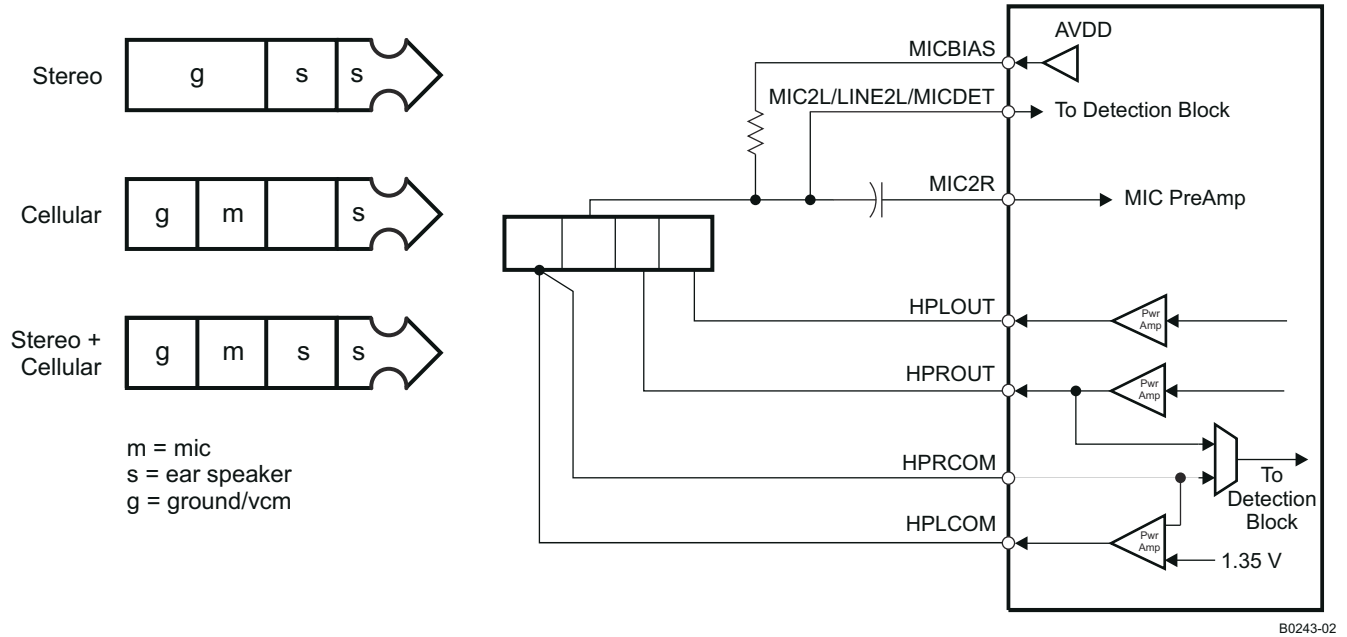 Stereo
g
s
s
Cellular
g
m
s
Stereo +
Cellular
g
m
s
s
m = mic
s = ear speaker
g = ground/vcm
AVDD
MICBIAS
MIC2L/LINE2L/MICDET
To Detection Block
MIC2R
MIC PreAmp
HPLOUT
Pwr
Amp
HPROUT
Pwr
Amp
HPRCOM
To
Detection
Block
HPLCOM
Pwr
Amp
1.35 V
B0243-02